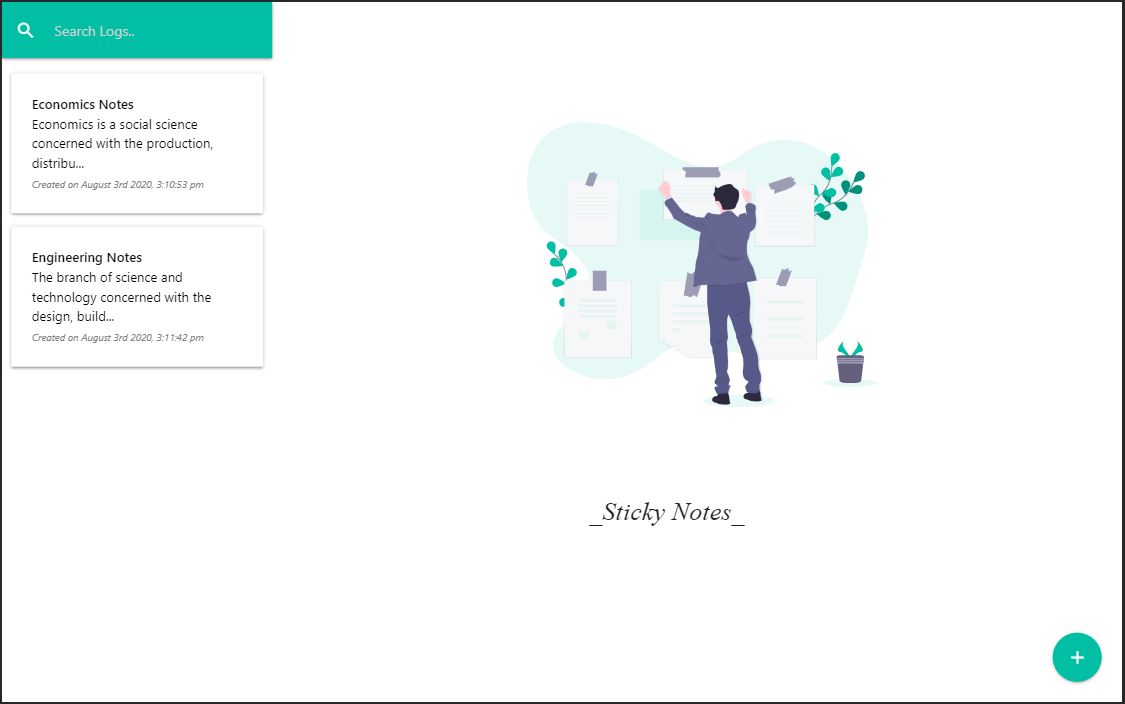 Search Logs..
Economics Notes
Economics is a social science
concerned with the production,
distribu...
Created on August 3rd 2020, 3:10:53 pm
Engineering Notes
The branch of science and
technology concerned with the
design, build...
Created on August 3rd 2020, 3:11:42 pm
_Sticky Notes_